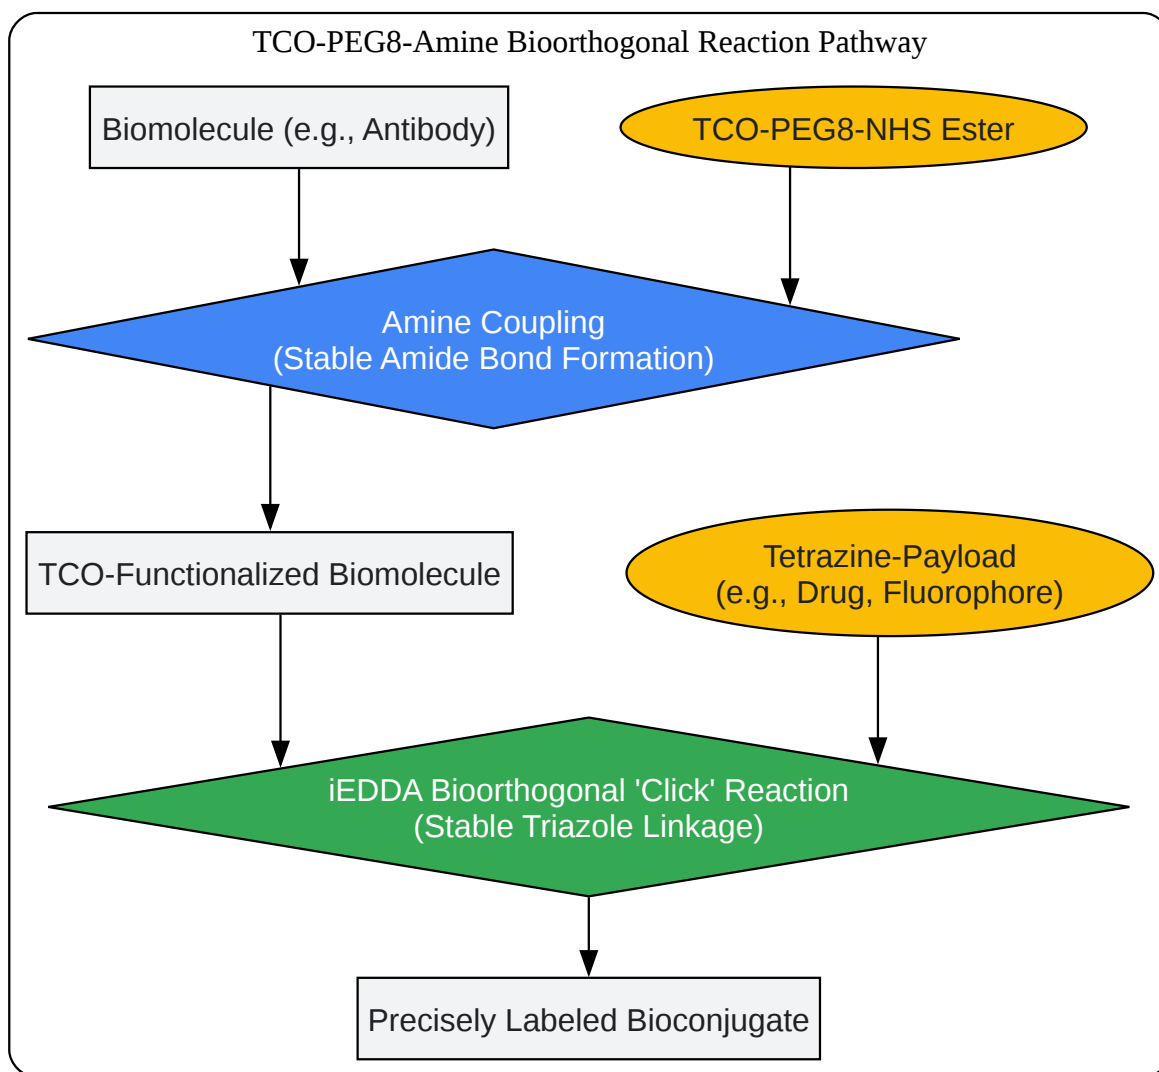 TCO-PEG8-Amine Bioorthogonal Reaction Pathway
Biomolecule (e.g., Antibody)
TCO-PEG8-NHS Ester
Amine Coupling
(Stable Amide Bond Formation)
TCO-Functionalized Biomolecule
Tetrazine-Payload
(e.g., Drug, Fluorophore)
iEDDA Bioorthogonal 'Click' Reaction
(Stable Triazole Linkage)
Precisely Labeled Bioconjugate